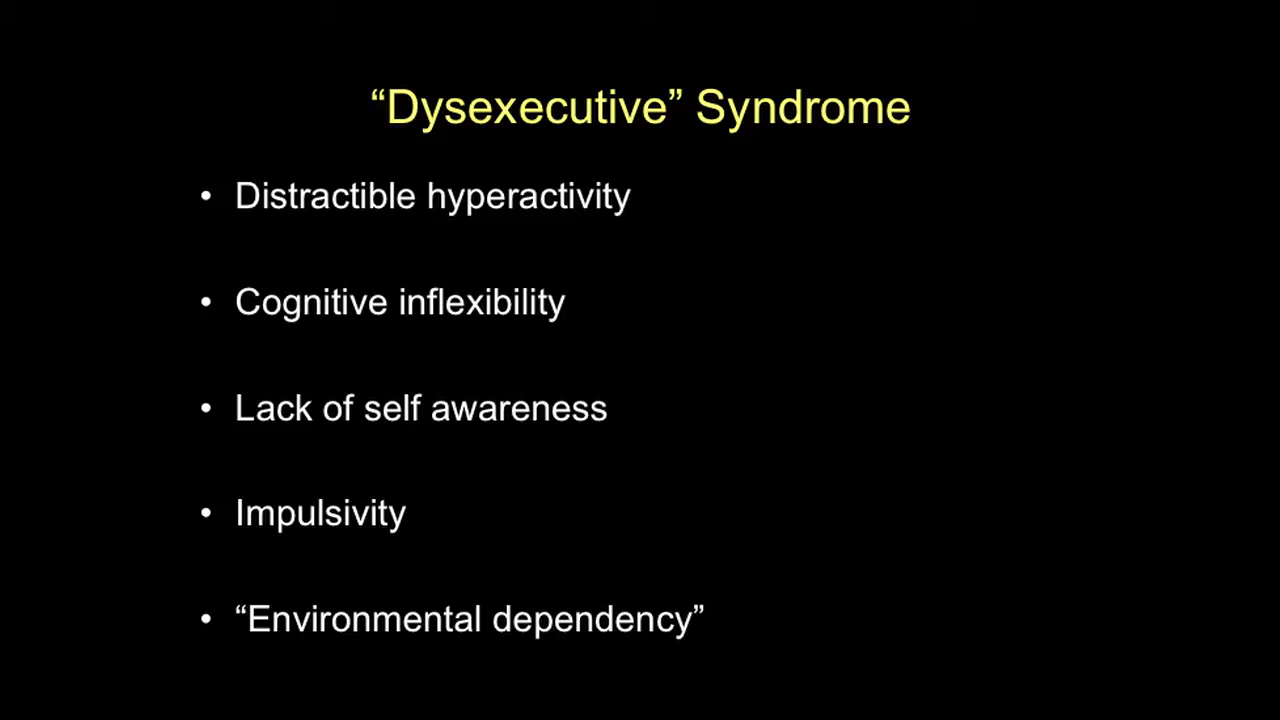 “Dysexecutive” Syndrome
• Distractible hyperactivity
• Cognitive inflexibility
• Lack of self awareness
• Impulsivity
• “Environmental dependency”